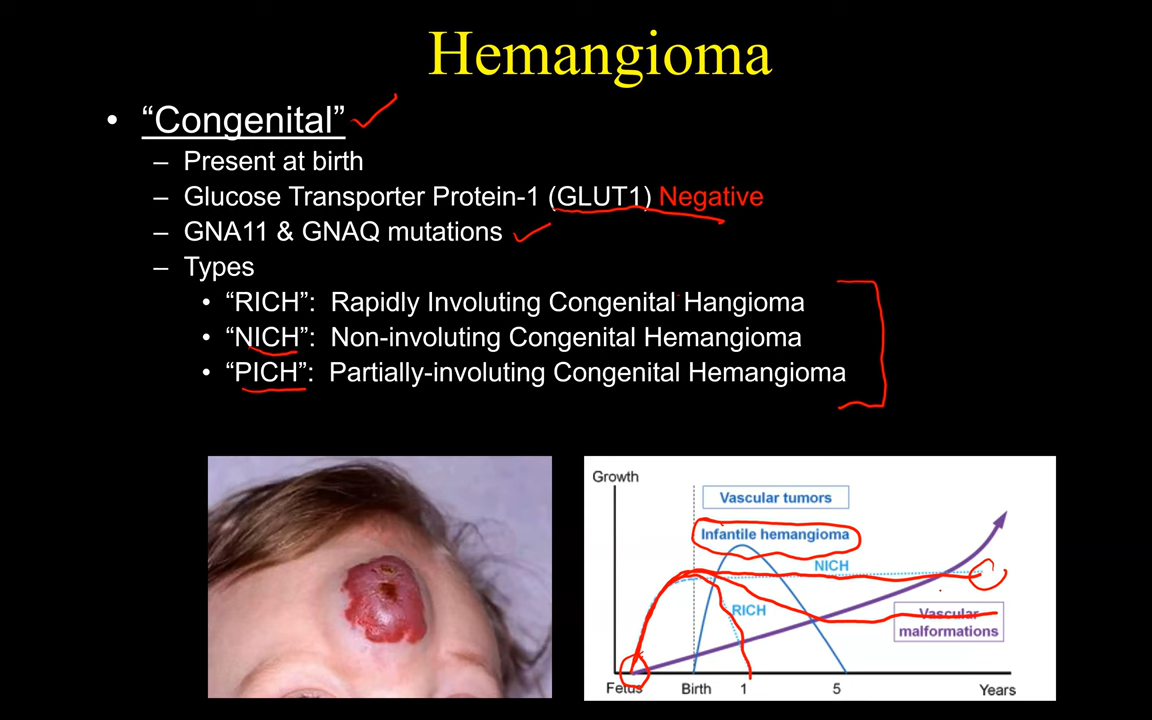 Hemangioma
• “Congenital”
– Present at birth
– Glucose Transporter Protein-1 (GLUT1) Negative
– GNA11 & GNAQ mutations
– Types
• “RICH”: Rapidly Involuting Congenital Hangioma
• “NICH”: Non-involuting Congenital Hemangioma
• “PICH”: Partially-involuting Congenital Hemangioma
Growth
Vascular tumors
Infantile hemangioma
NICH
RICH
Vascular
malformations
Fetus Birth 1 5 Years